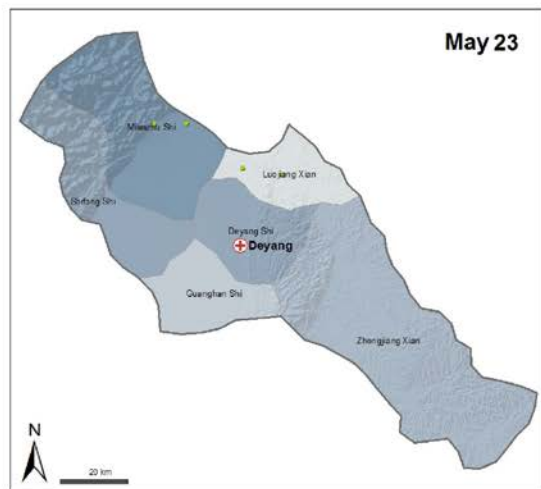 May 23
Mianzhu Shi
Luojiang Xian
Shifang Shi
Deyang Shi
Deyang
Guanghan Shi
Zhongjiang Xian
N
20 km